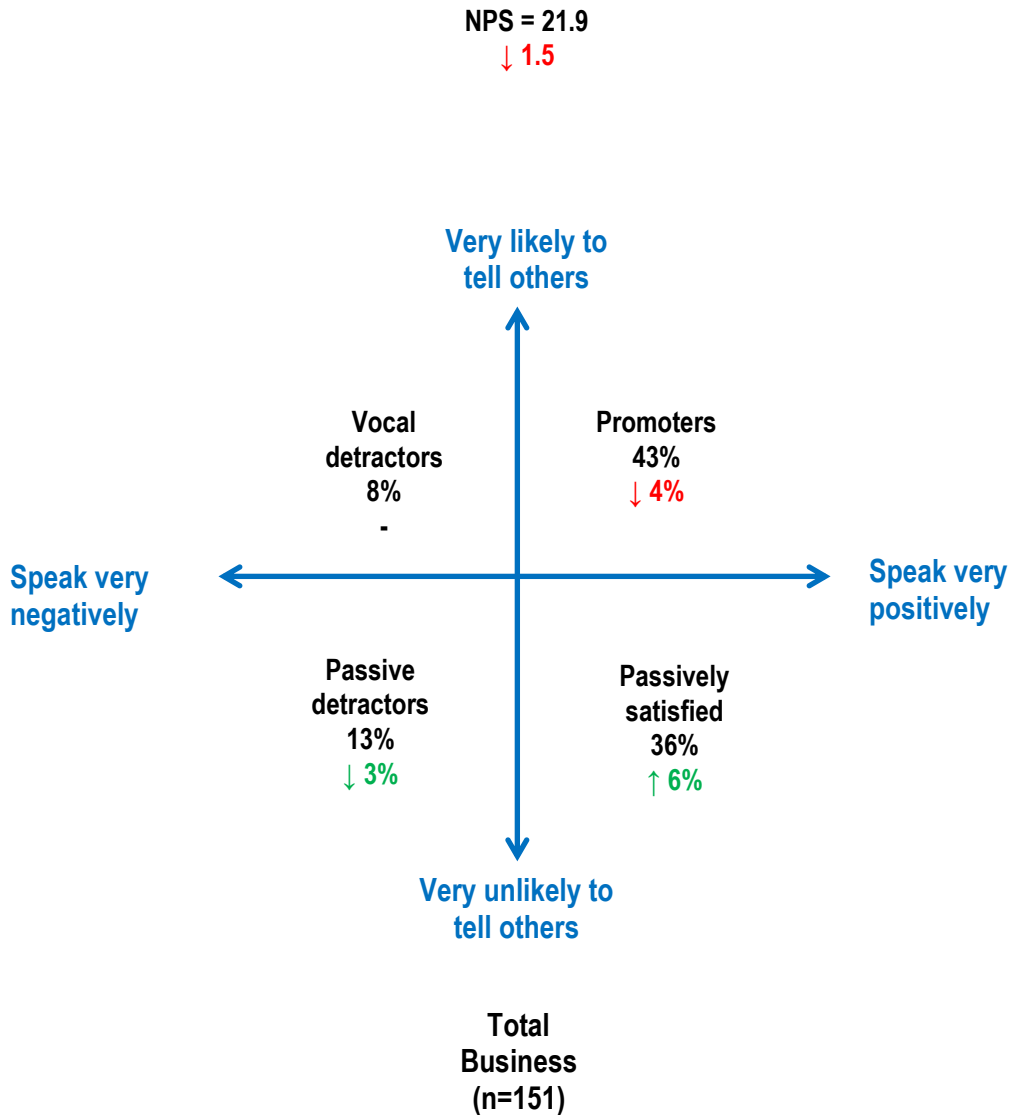 NPS = 21.9
↓ 1.5
Very likely to
tell others
Vocal
detractors
8%
-
Promoters
43%
↓ 4%
Speak very
negatively
Speak very
positively
Passive
detractors
13%
↓ 3%
Passively
satisfied
36%
↑ 6%
Very unlikely to
tell others
Total
Business
(n=151)